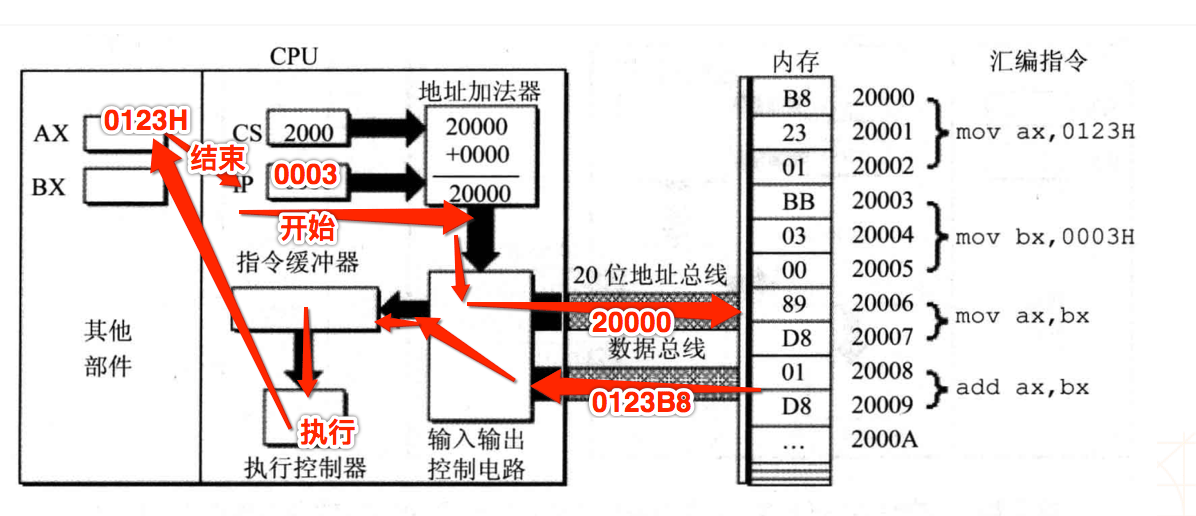 CPU
内存
汇编指令
地址加法器
AX
0123H
CS
2000
20000
+0000
20000
结束
BX
IP
0003
开始
指令缓冲器
其他
部件
执行
执行控制器
输入输出
控制电路
20 位地址总线
20000
数据总线
0123B8
B8 20000
23 20001 mov ax,0123H
01 20002
BB 20003
03 20004 mov bx,0003H
00 20005
89 20006 mov ax,bx
D8 20007
01 20008 add ax,bx
D8 20009
… 2000A